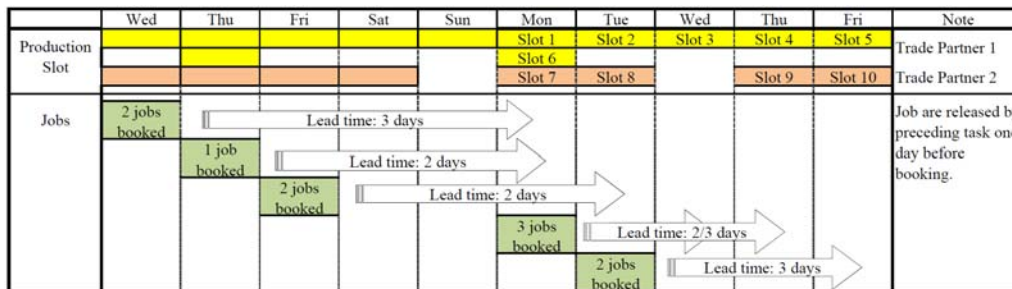 Wed Thu Fri Sat Sun Mon Tue Wed Thu Fri Note
Production Slot
Slot 1 Slot 2 Slot 3 Slot 4 Slot 5
Trade Partner 1
Slot 6
Slot 7 Slot 8 Slot 9 Slot 10
Trade Partner 2
Jobs
2 jobs
booked
Lead time: 3 days
1 job
booked
Lead time: 2 days
2 jobs
booked
Lead time: 2 days
3 jobs
booked
Lead time: 2/3 days
2 jobs
booked
Lead time: 3 days
Job are released b
preceding task on
day before
booking.